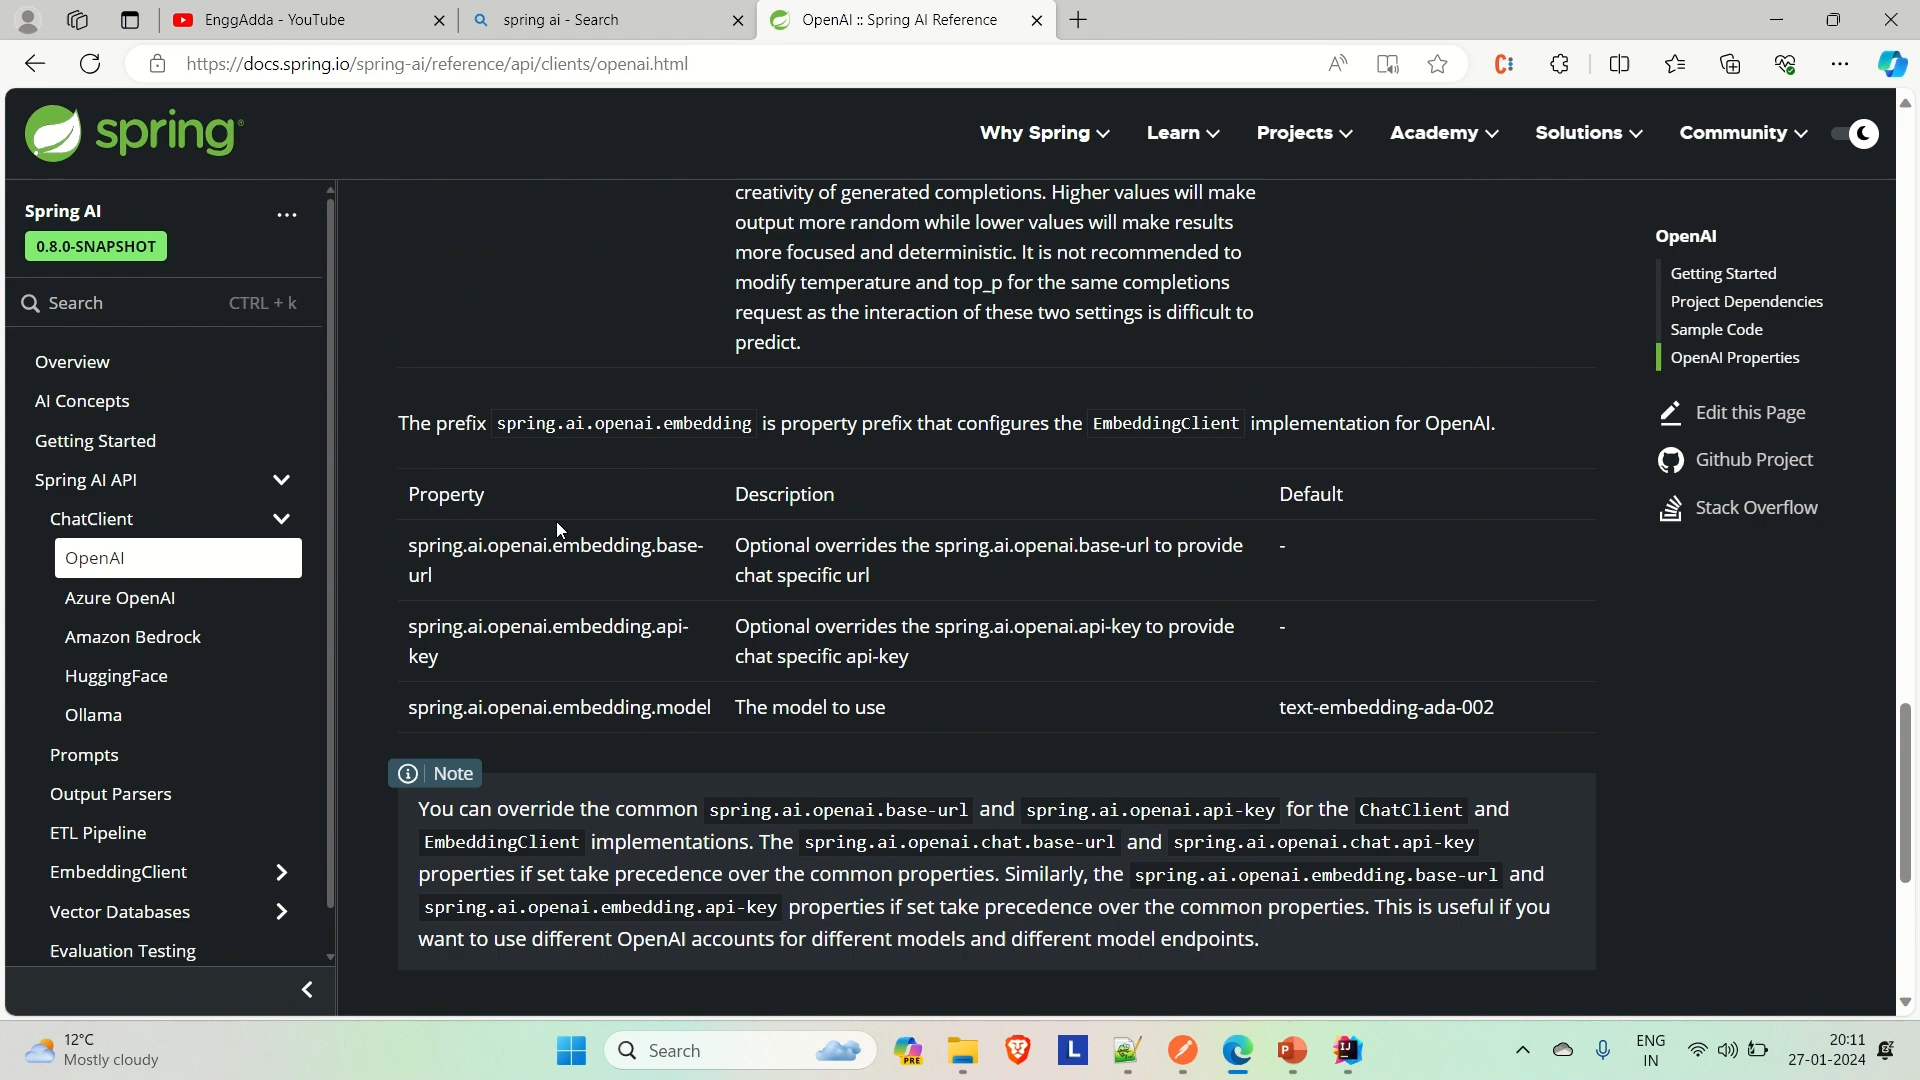 EnggAdda - YouTube
spring ai - Search
OpenAI :: Spring AI Reference
https://docs.spring.io/spring-ai/reference/api/clients/openai.html
spring
Why Spring
Learn
Projects
Academy
Solutions
Community
Spring AI
0.8.0-SNAPSHOT
Search CTRL + k
Overview
AI Concepts
Getting Started
Spring AI API
ChatClient
OpenAI
Azure OpenAI
Amazon Bedrock
HuggingFace
Ollama
Prompts
Output Parsers
ETL Pipeline
EmbeddingClient
Vector Databases
Evaluation Testing
creativity of generated completions. Higher values will make
output more random while lower values will make results
more focused and deterministic. It is not recommended to
modify temperature and top_p for the same completions
request as the interaction of these two settings is difficult to
predict.
The prefix spring.ai.openai.embedding is property prefix that configures the EmbeddingClient implementation for OpenAI.
Property Description Default
spring.ai.openai.embedding.base- Optional overrides the spring.ai.openai.base-url to provide -
url chat specific url
spring.ai.openai.embedding.api- Optional overrides the spring.ai.openai.api-key to provide -
key chat specific api-key
spring.ai.openai.embedding.model The model to use text-embedding-ada-002
Note
You can override the common spring.ai.openai.base-url and spring.ai.openai.api-key for the ChatClient and
EmbeddingClient implementations. The spring.ai.openai.chat.base-url and spring.ai.openai.chat.api-key
properties if set take precedence over the common properties. Similarly, the spring.ai.openai.embedding.base-url and
spring.ai.openai.embedding.api-key properties if set take precedence over the common properties. This is useful if you
want to use different OpenAI accounts for different models and different model endpoints.
OpenAI
Getting Started
Project Dependencies
Sample Code
OpenAI Properties
Edit this Page
Github Project
Stack Overflow
12°C
Mostly cloudy
Search
PRE
L
P
IJ
ENG
IN
20:11
27-01-2024